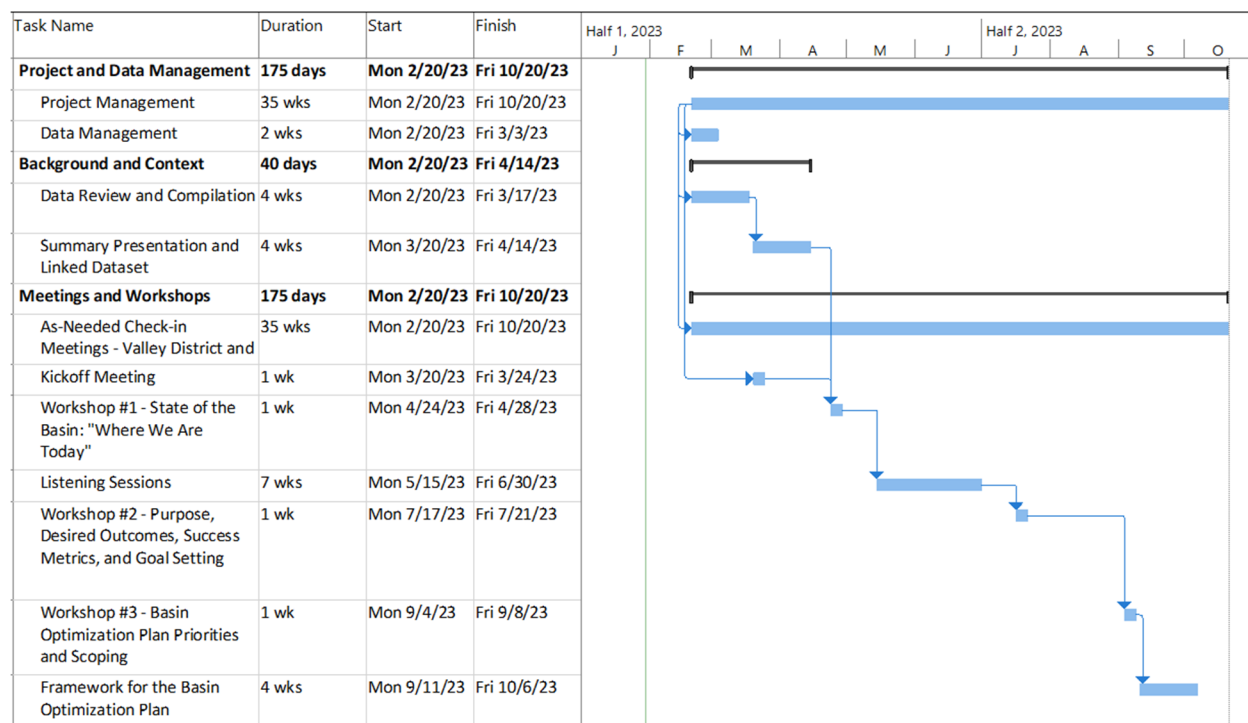 Task Name Duration Start Finish Half 1, 2023 Half 2, 2023
J F M A M J J A S O
Project and Data Management 175 days Mon 2/20/23 Fri 10/20/23
Project Management 35 wks Mon 2/20/23 Fri 10/20/23
Data Management 2 wks Mon 2/20/23 Fri 3/3/23
Background and Context 40 days Mon 2/20/23 Fri 4/14/23
Data Review and Compilation 4 wks Mon 2/20/23 Fri 3/17/23
Summary Presentation and 4 wks Mon 3/20/23 Fri 4/14/23
Linked Dataset
Meetings and Workshops 175 days Mon 2/20/23 Fri 10/20/23
As-Needed Check-in 35 wks Mon 2/20/23 Fri 10/20/23
Meetings - Valley District and
Kickoff Meeting 1 wk Mon 3/20/23 Fri 3/24/23
Workshop #1 - State of the 1 wk Mon 4/24/23 Fri 4/28/23
Basin: "Where We Are
Today"
Listening Sessions 7 wks Mon 5/15/23 Fri 6/30/23
Workshop #2 - Purpose, 1 wk Mon 7/17/23 Fri 7/21/23
Desired Outcomes, Success
Metrics, and Goal Setting
Workshop #3 - Basin 1 wk Mon 9/4/23 Fri 9/8/23
Optimization Plan Priorities
and Scoping
Framework for the Basin 4 wks Mon 9/11/23 Fri 10/6/23
Optimization Plan